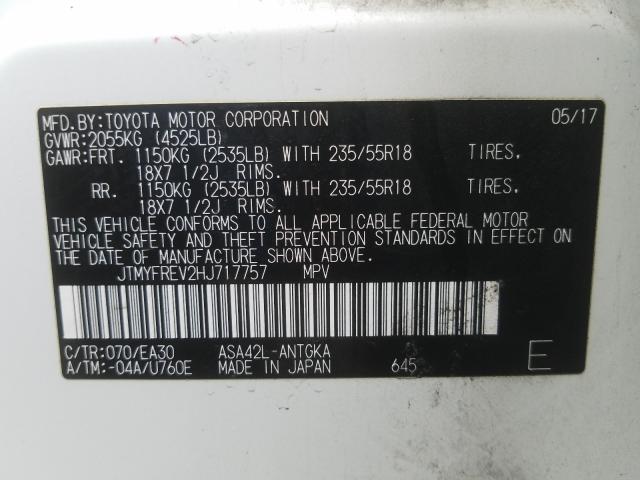 MFD.BY:TOYOTA MOTOR CORPORATION 05/17
GVWR:2055KG (4525LB)
GAWR:FRT. 1150KG (2535LB) WITH 235/55R18 TIRES.
18X7 1/2J RIMS.
RR. 1150KG (2535LB) WITH 235/55R18 TIRES.
18X7 1/2J RIMS.
THIS VEHICLE CONFORMS TO ALL APPLICABLE FEDERAL MOTOR
VEHICLE SAFETY AND THEFT PREVENTION STANDARDS IN EFFECT ON
THE DATE OF MANUFACTURE SHOWN ABOVE.
JTMYFREV2HJ717757 MPV
C/TR:070/EA30 ASA42L-ANTGKA
A/TM:-04A/U760E MADE IN JAPAN 645 E